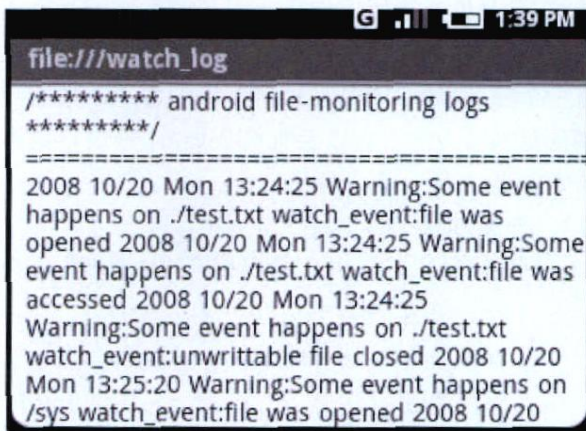 G 1:39 PM
file:///watch_log
/********* android file-monitoring logs
*********/
==========================================
2008 10/20 Mon 13:24:25 Warning:Some event
happens on ./test.txt watch_event:file was
opened 2008 10/20 Mon 13:24:25 Warning:Some
event happens on ./test.txt watch_event:file was
accessed 2008 10/20 Mon 13:24:25
Warning:Some event happens on ./test.txt
watch_event:unwrittable file closed 2008 10/20
Mon 13:25:20 Warning:Some event happens on
/sys watch_event:file was opened 2008 10/20